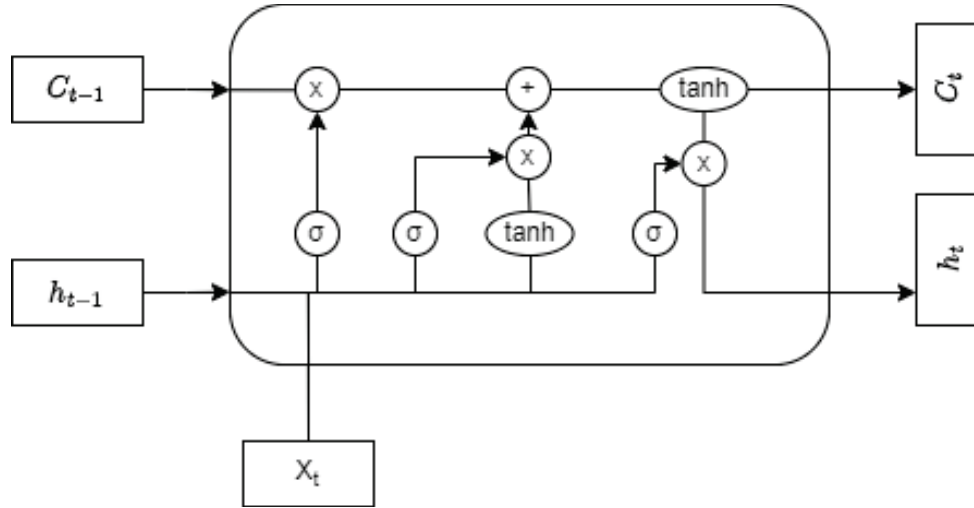 C_{t-1}
x
+
tanh
C_t
x
x
σ
σ
tanh
σ
h_{t-1}
h_t
X_t